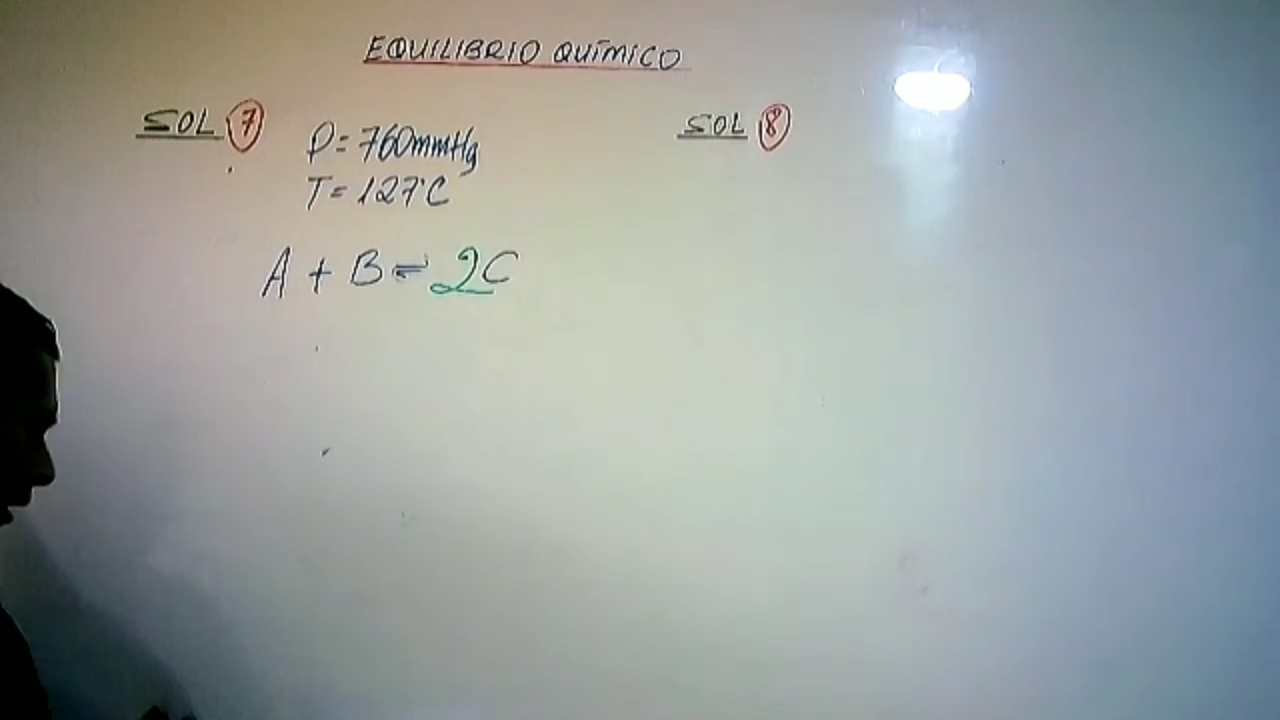 EQUILIBRIO QUÍMICO
SOL 7
P = 760mmHg
T = 127°C
A + B ⇌ 2C
SOL 8